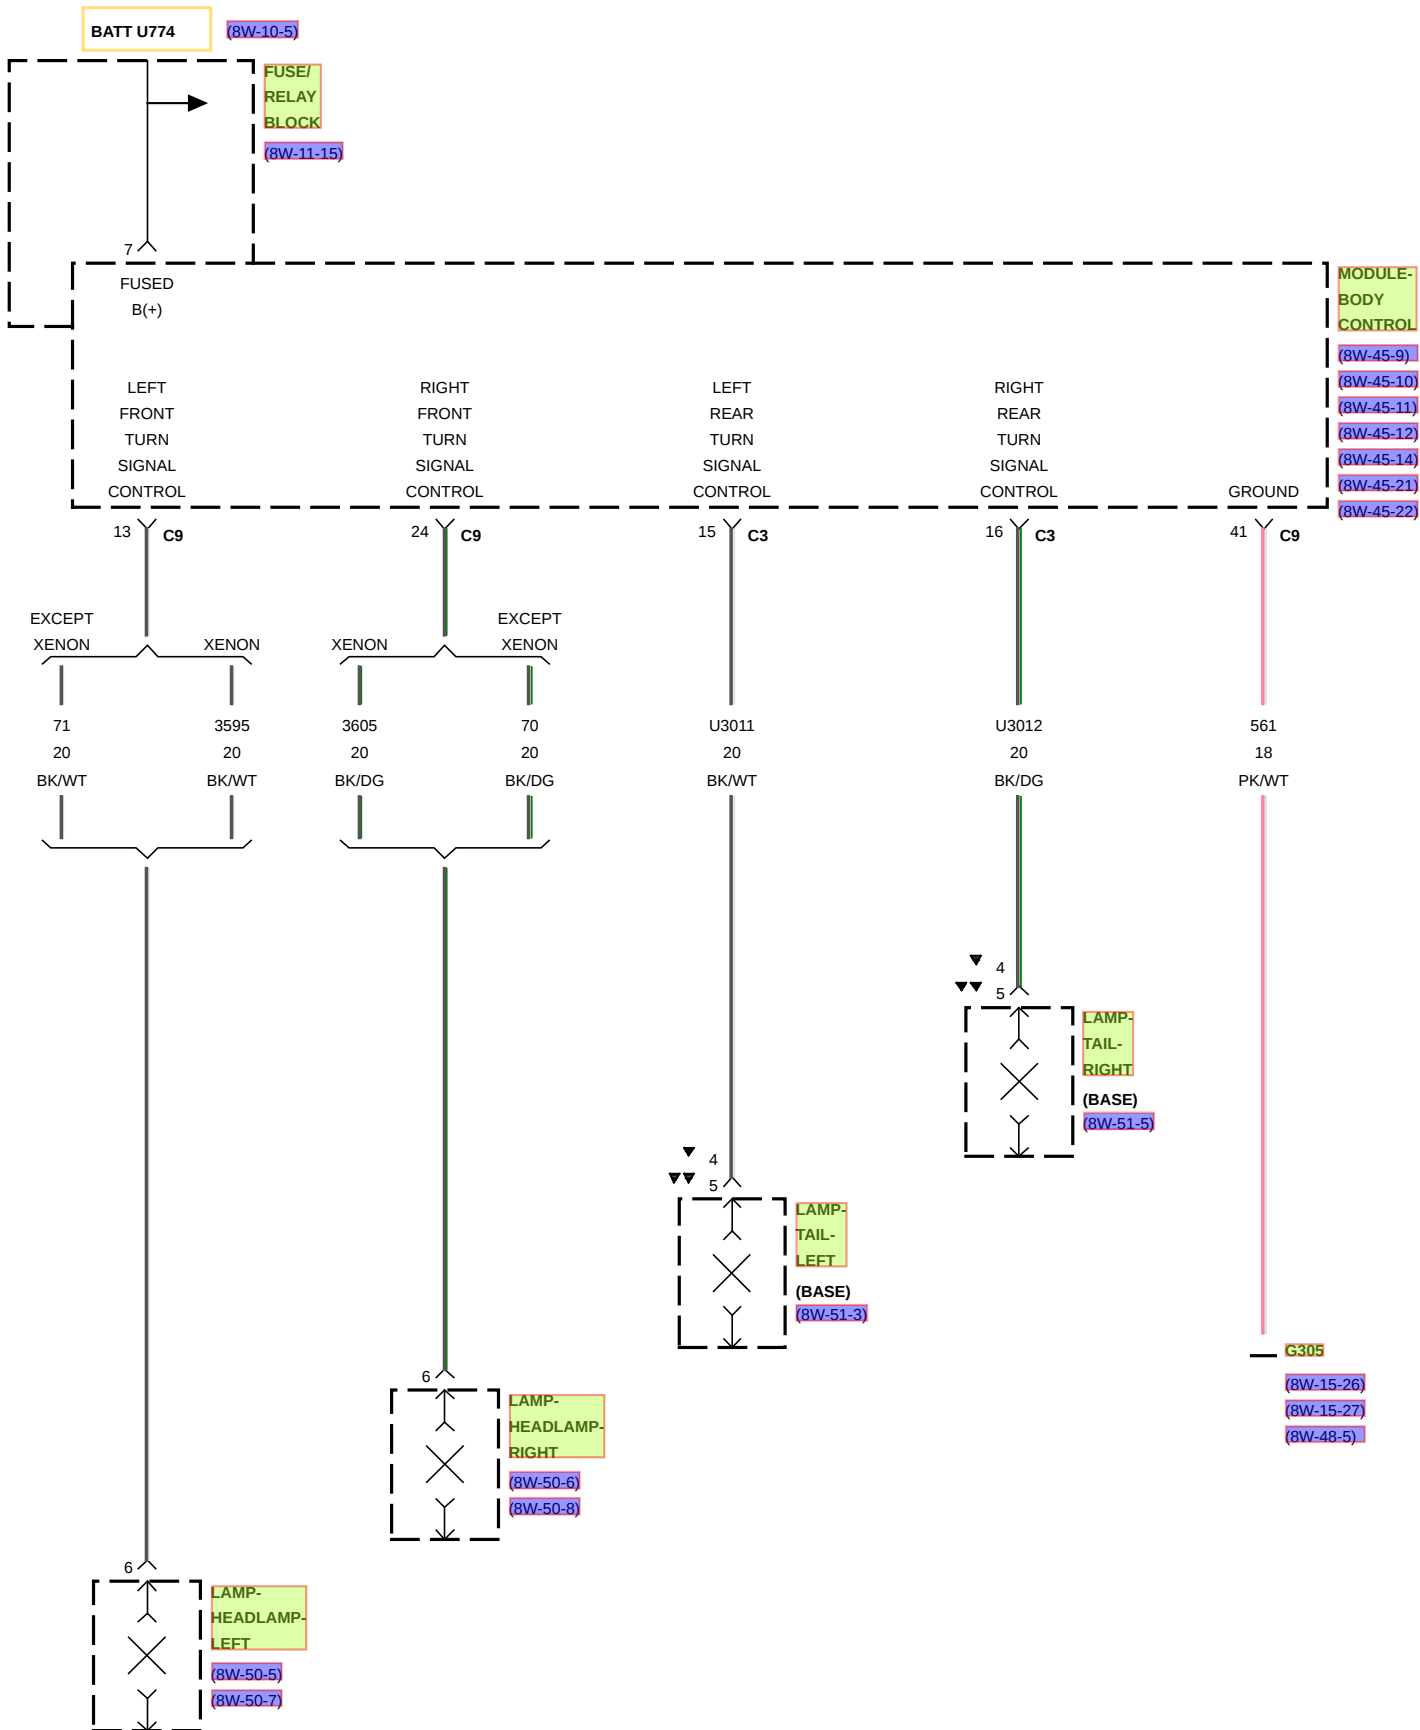 BATT U774
(8W-10-5)
FUSE/
RELAY
BLOCK
(8W-11-15)
7
FUSED
B(+)
MODULE-
BODY
CONTROL
(8W-45-9)
(8W-45-10)
(8W-45-11)
(8W-45-12)
(8W-45-14)
(8W-45-21)
(8W-45-22)
LEFT
FRONT
TURN
SIGNAL
CONTROL
RIGHT
FRONT
TURN
SIGNAL
CONTROL
LEFT
REAR
TURN
SIGNAL
CONTROL
RIGHT
REAR
TURN
SIGNAL
CONTROL
GROUND
13 C9
24 C9
15 C3
16 C3
41 C9
EXCEPT
XENON
XENON
XENON
EXCEPT
XENON
71
20
BK/WT
3595
20
BK/WT
3605
20
BK/DG
70
20
BK/DG
U3011
20
BK/WT
U3012
20
BK/DG
561
18
PK/WT
4
5
LAMP-
TAIL-
RIGHT
(BASE)
(8W-51-5)
4
5
LAMP-
TAIL-
LEFT
(BASE)
(8W-51-3)
G305
(8W-15-26)
(8W-15-27)
(8W-48-5)
6
LAMP-
HEADLAMP-
RIGHT
(8W-50-6)
(8W-50-8)
6
LAMP-
HEADLAMP-
LEFT
(8W-50-5)
(8W-50-7)